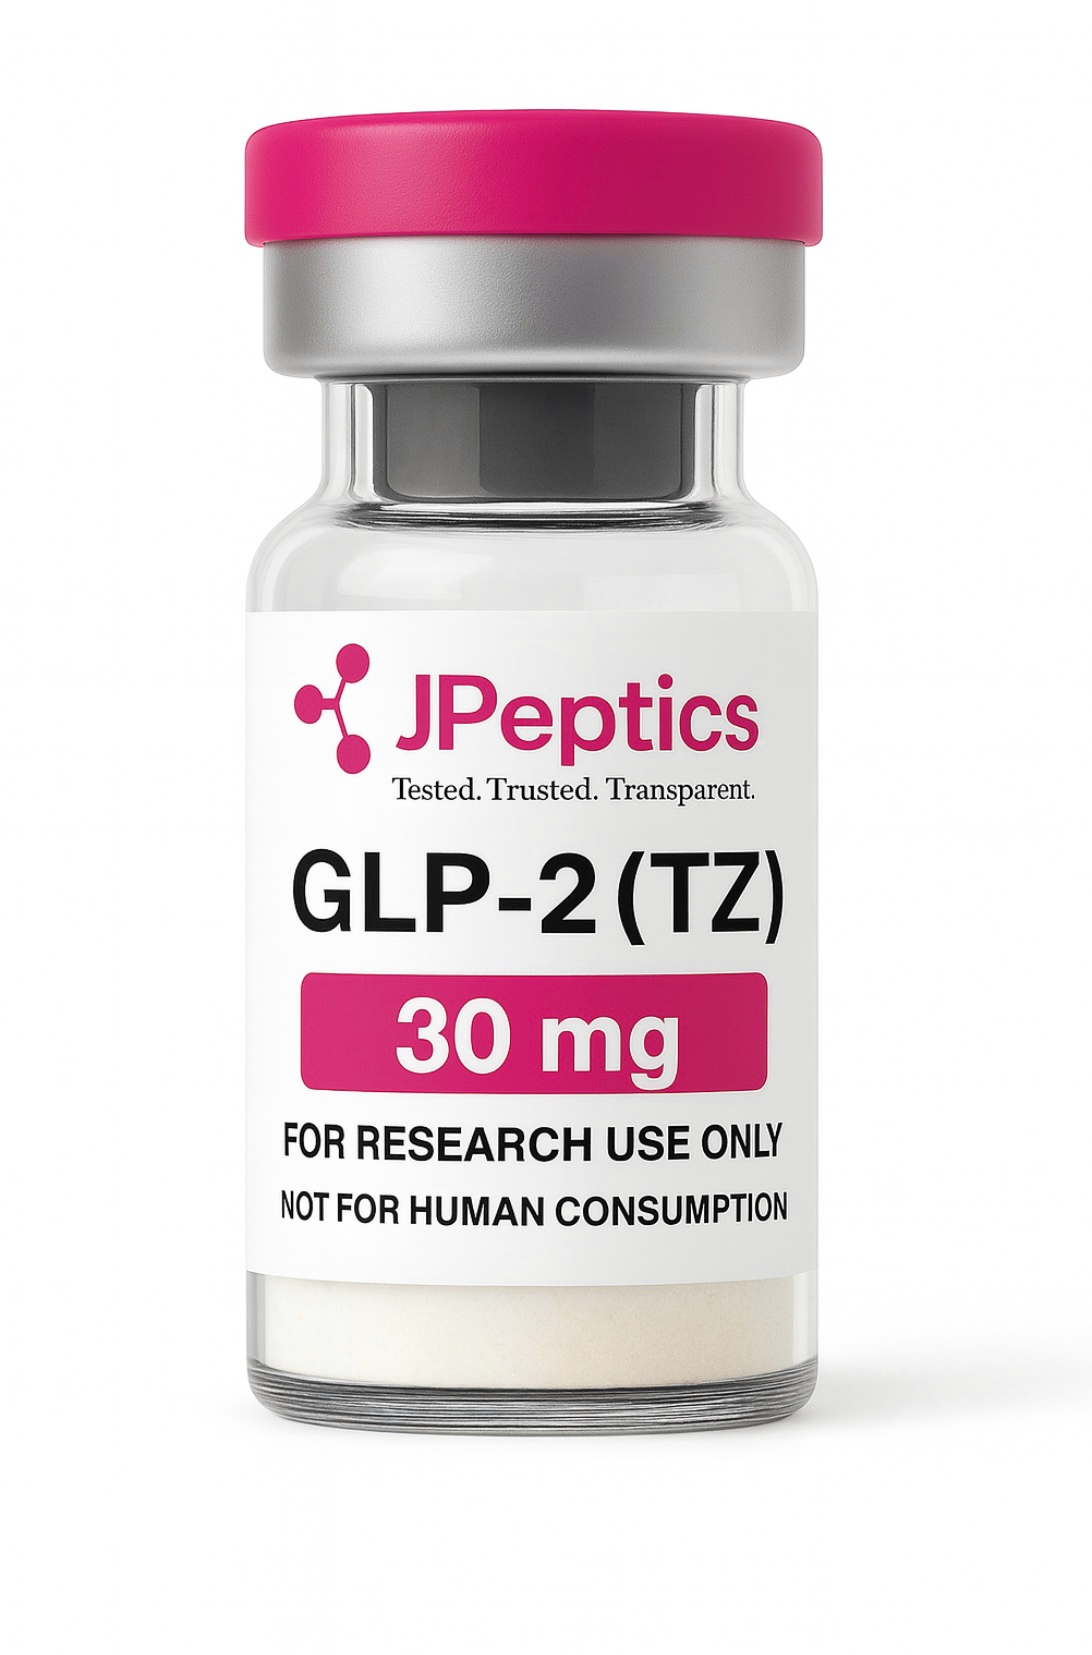 JPeptics
Tested. Trusted. Transparent.
GLP-2 (TZ)
30 mg
FOR RESEARCH USE ONLY
NOT FOR HUMAN CONSUMPTION